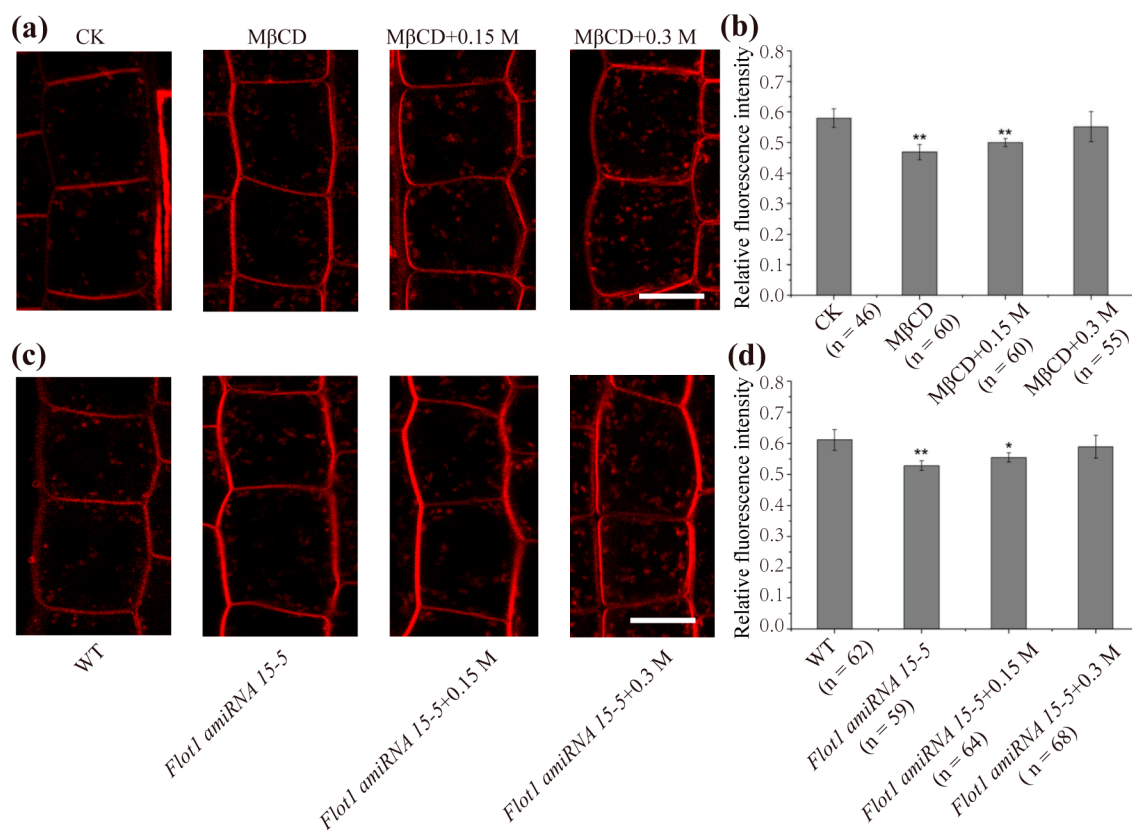 (a)
CK
MβCD
MβCD+0.15 M
MβCD+0.3 M
(b)
Relative fluorescence intensity
0.8
0.7
0.6
0.5
0.4
0.3
0.2
0.1
0.0
**
**
CK
(n = 46)
MβCD
(n = 60)
MβCD+0.15 M
(n = 60)
MβCD+0.3 M
(n = 55)
(c)
WT
Flot1 amiRNA 15-5
Flot1 amiRNA 15-5+0.15 M
Flot1 amiRNA 15-5+0.3 M
(d)
Relative fluorescence intensity
0.8
0.7
0.6
0.5
0.4
0.3
0.2
0.1
0.0
**
*
WT
(n = 62)
Flot1 amiRNA 15-5
(n = 59)
Flot1 amiRNA 15-5+0.15 M
(n = 64)
Flot1 amiRNA 15-5+0.3 M
( n = 68)